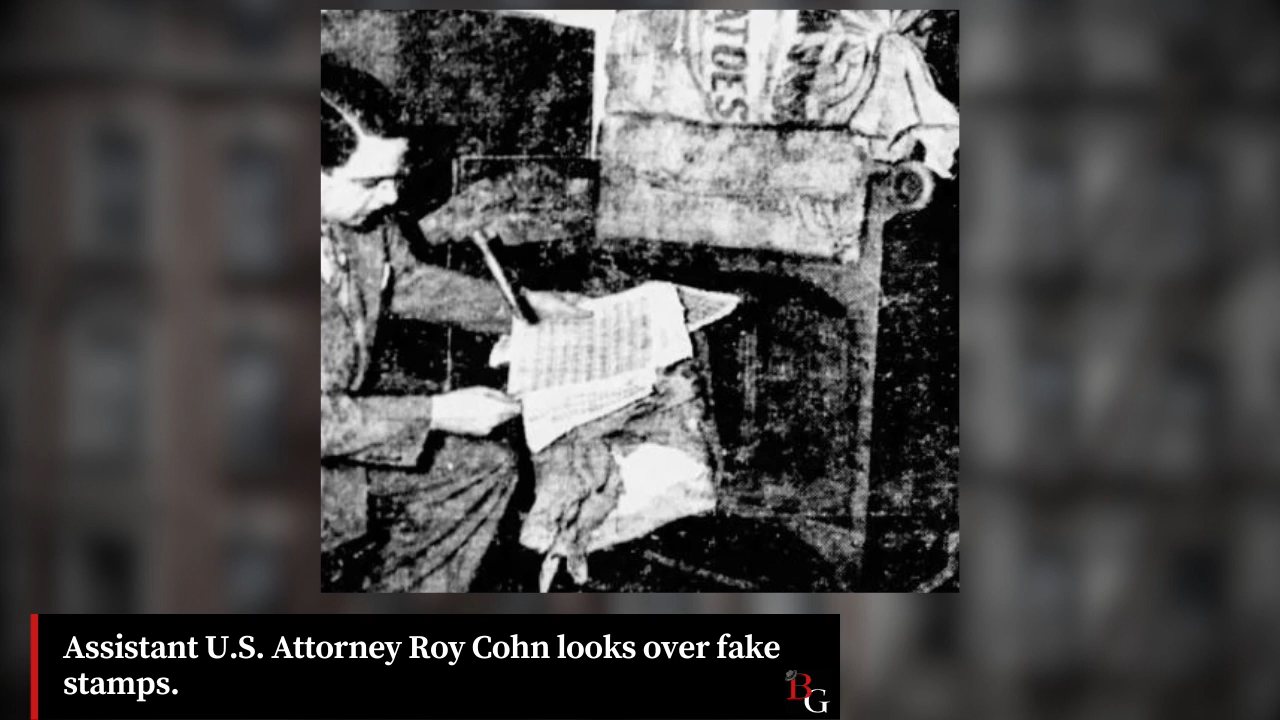 ATOES
Assistant U.S. Attorney Roy Cohn looks over fake
stamps.
BG